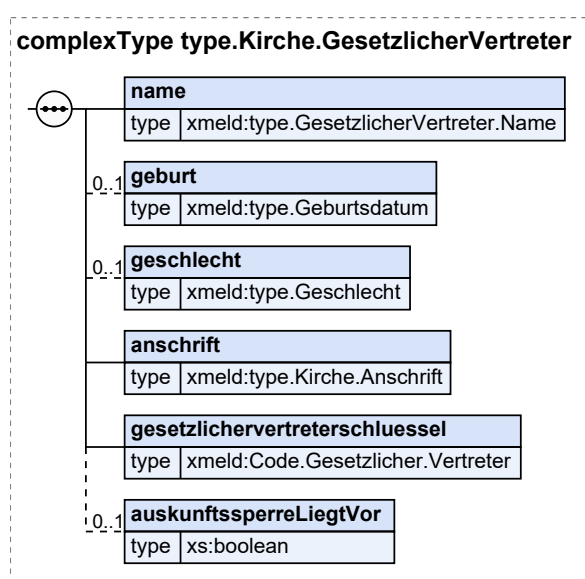 complexType type.Kirche.GesetzlicherVertreter
name
type xmeld:type.GesetzlicherVertreter.Name
0..1 geburt
type xmeld:type.Geburtsdatum
0..1 geschlecht
type xmeld:type.Geschlecht
anschrift
type xmeld:type.Kirche.Anschrift
gesetzlichervertreterschluessel
type xmeld:Code.Gesetzlicher.Vertreter
0..1 auskunftssperreLiegtVor
type xs:boolean